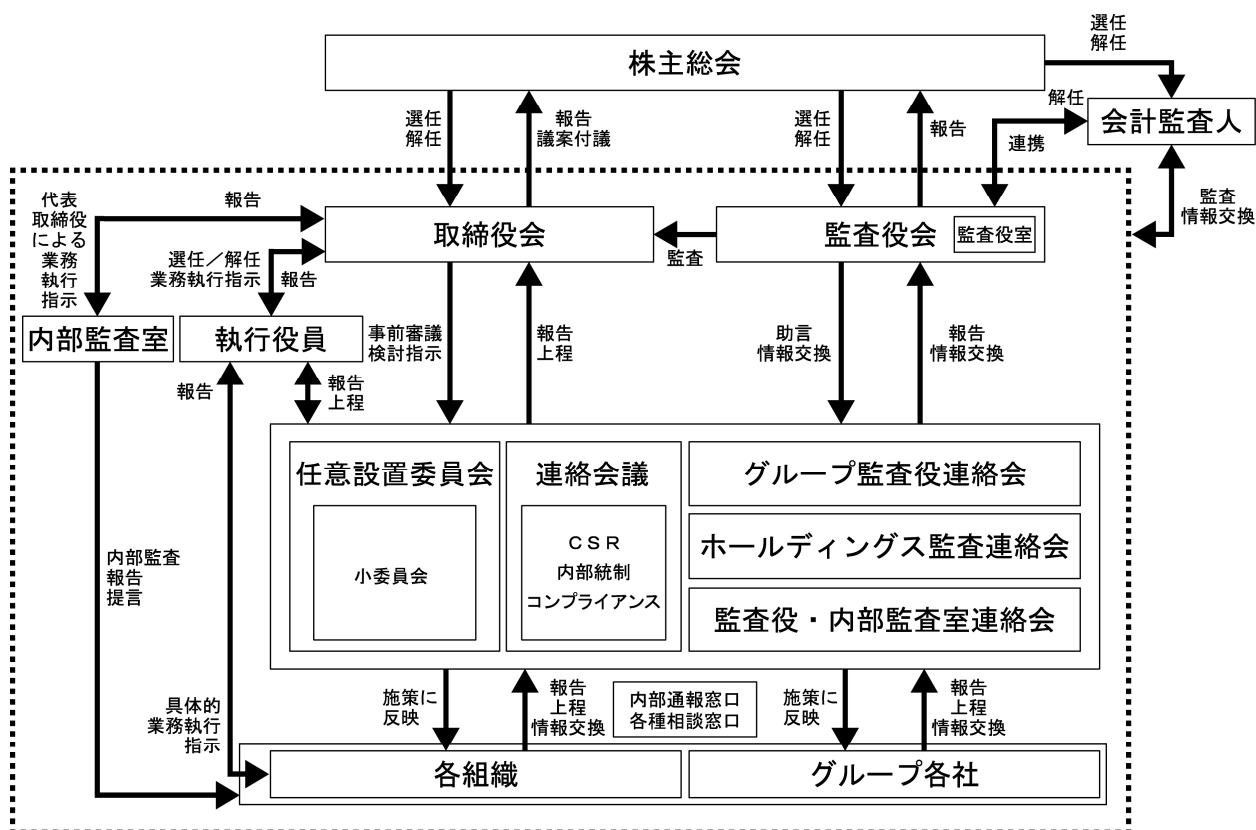 株主総会
選任
解任
選任
解任
報告
議案付議
選任
解任
報告
解任
連携
会計監査人
監査
情報交換
代表
取締役
による
業務
執行
指示
報告
取締役会
監査
監査役会
監査役室
選任／解任
業務執行指示
報告
内部監査室
執行役員
事前審議
検討指示
報告
上程
助言
情報交換
報告
情報交換
報告
報告
上程
任意設置委員会
小委員会
連絡会議
ＣＳＲ
内部統制
コンプライアンス
グループ監査役連絡会
ホールディングス監査連絡会
監査役・内部監査室連絡会
内部監査
報告
提言
具体的
業務執行
指示
施策に
反映
報告
上程
情報交換
内部通報窓口
各種相談窓口
施策に
反映
報告
上程
情報交換
各組織
グループ各社